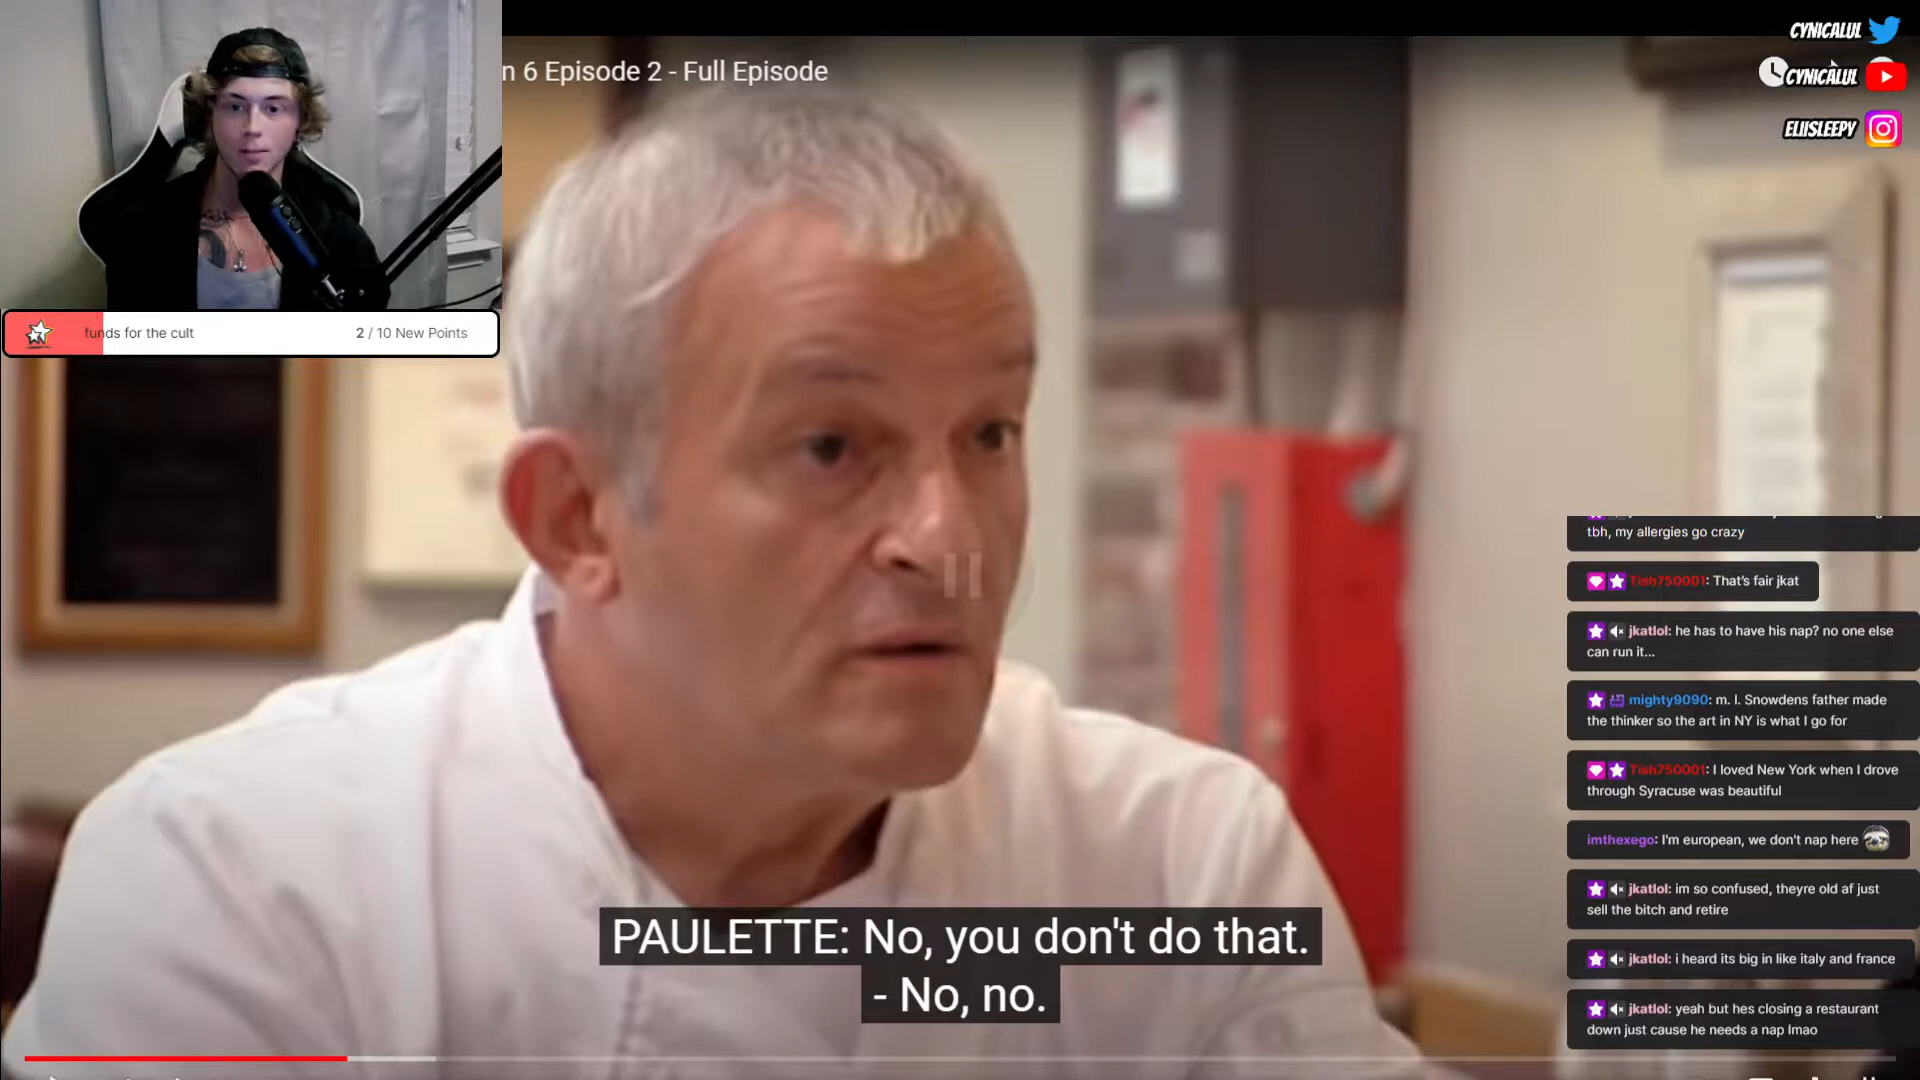 n 6 Episode 2 - Full Episode
CYNICALUL
CYNICALUL
ELIISLEEPY
funds for the cult
2 / 10 New Points
tbh, my allergies go crazy
Tish750001: That's fair jkat
jkatlol: he has to have his nap? no one else
can run it...
mighty9090: m. l. Snowdens father made
the thinker so the art in NY is what I go for
Tish750001: I loved New York when I drove
through Syracuse was beautiful
imthexego: I'm european, we don't nap here
jkatlol: im so confused, theyre old af just
sell the bitch and retire
jkatlol: i heard its big in like italy and france
jkatlol: yeah but hes closing a restaurant
down just cause he needs a nap lmao
PAULETTE: No, you don't do that.
- No, no.